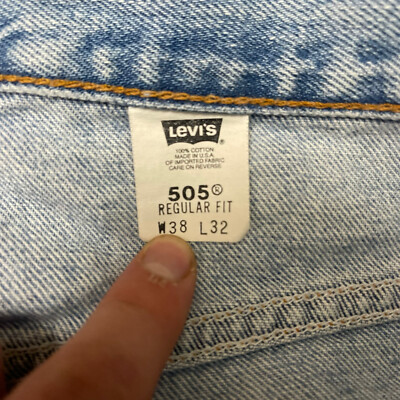 LEVI'S®
100% COTTON
MADE IN U.S.A.
OF IMPORTED FABRIC
CARE ON REVERSE
505®
REGULAR FIT
W38 L32